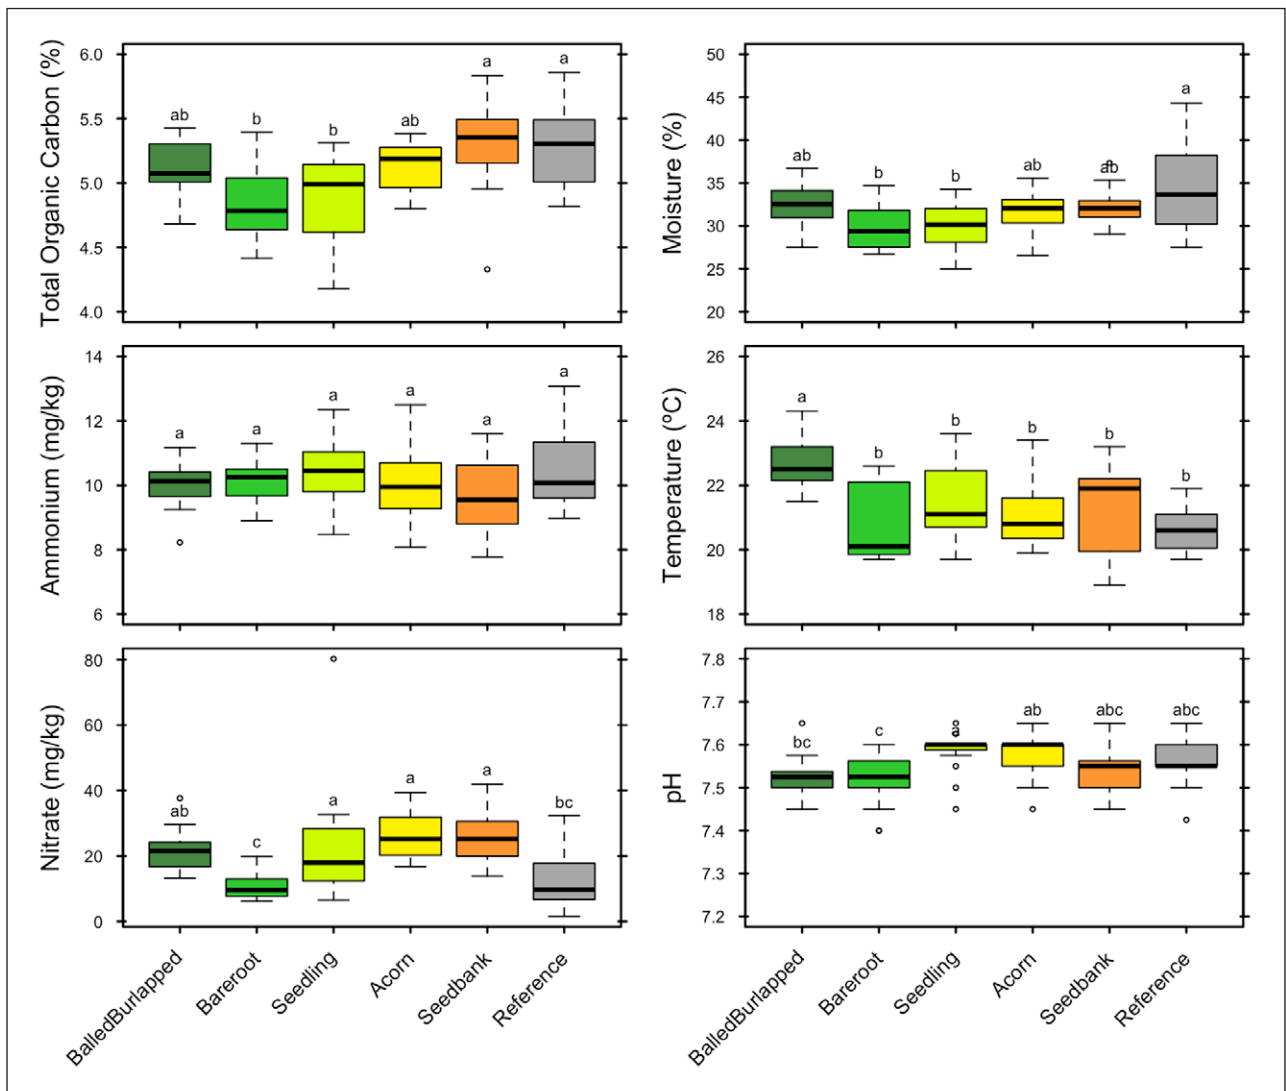 Total Organic Carbon (%)
6.0
5.5
5.0
4.5
4.0
ab
b
b
ab
a
a
Moisture (%)
50
45
40
35
30
25
20
ab
b
b
ab
ab
a
Ammonium (mg/kg)
14
12
10
8
6
a
a
a
a
a
a
Temperature (ºC)
26
24
22
20
18
a
b
b
b
b
b
Nitrate (mg/kg)
80
60
40
20
0
ab
c
a
a
a
bc
pH
7.8
7.7
7.6
7.5
7.4
7.3
7.2
bc
c
a
ab
abc
abc
BalledBurlapped
Bareroot
Seedling
Acorn
Seedbank
Reference
BalledBurlapped
Bareroot
Seedling
Acorn
Seedbank
Reference